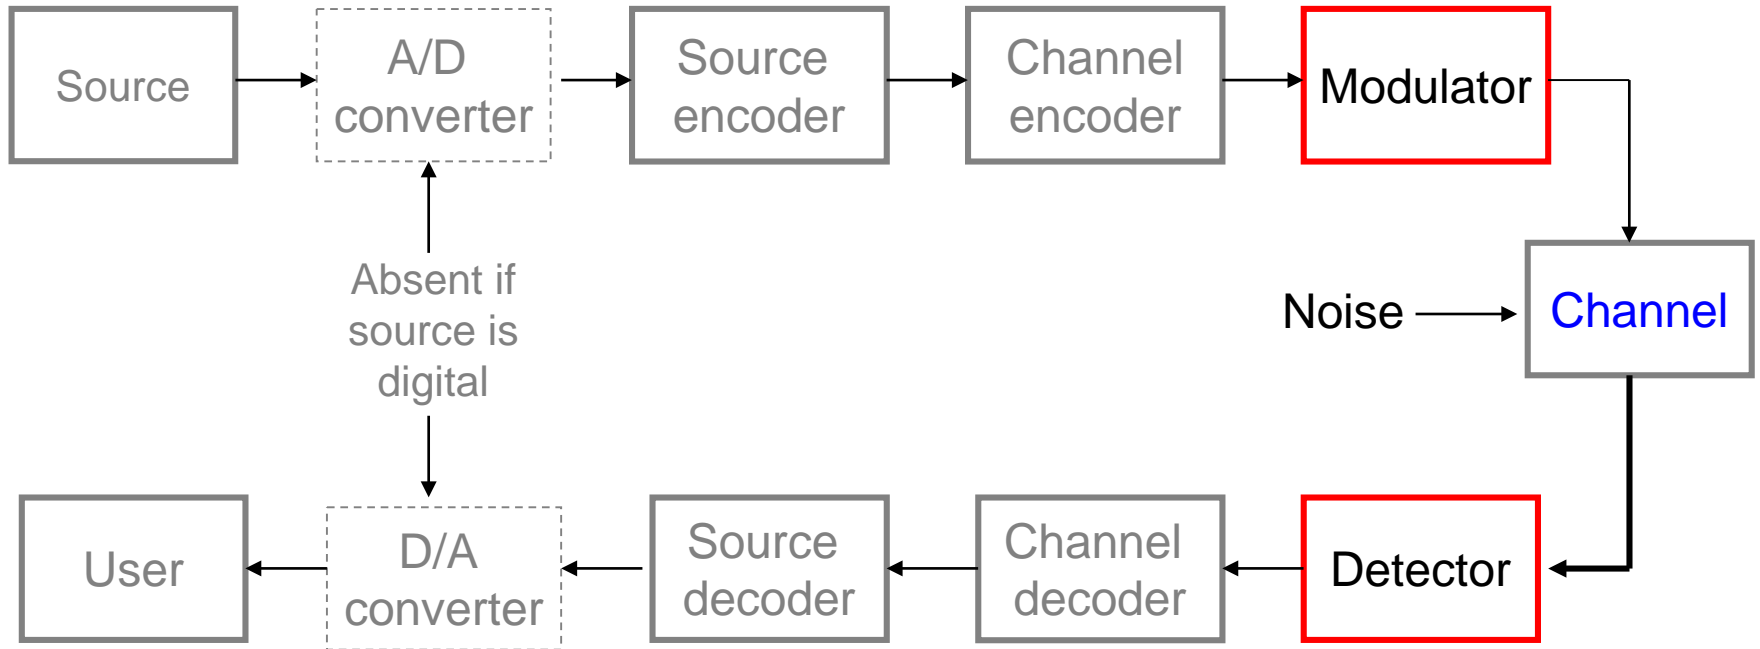 Source
A/D
converter
Source
encoder
Channel
encoder
Modulator
Absent if
source is
digital
Noise
Channel
User
D/A
converter
Source
decoder
Channel
decoder
Detector